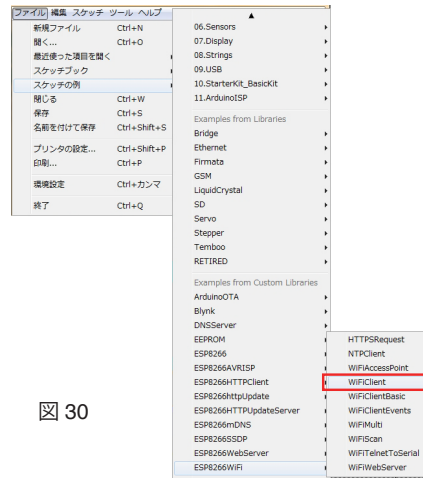 ファイル 編集 スケッチ ツール ヘルプ
新規ファイル Ctrl+N
開く... Ctrl+O
最近使った項目を開く
スケッチブック
スケッチの例
閉じる Ctrl+W
保存 Ctrl+S
名前を付けて保存 Ctrl+Shift+S
プリンタの設定... Ctrl+Shift+P
印刷... Ctrl+P
環境設定 Ctrl+カンマ
終了 Ctrl+Q
06.Sensors
07.Display
08.Strings
09.USB
10.StarterKit_BasicKit
11.ArduinoISP
Examples from Libraries
Bridge
Ethernet
Firmata
GSM
LiquidCrystal
SD
Servo
Stepper
Temboo
RETIRED
Examples from Custom Libraries
ArduinoOTA
Blynk
DNSServer
EEPROM
ESP8266
ESP8266AVRISP
ESP8266HTTPClient
ESP8266httpUpdate
ESP8266HTTPUpdateServer
ESP8266mDNS
ESP8266SSDP
ESP8266WebServer
ESP8266WiFi
HTTPSRequest
NTPClient
WiFiAccessPoint
WiFiClient
WiFiClientBasic
WiFiClientEvents
WiFiMulti
WiFiScan
WiFiTelnetToSerial
WiFiWebServer
図 30